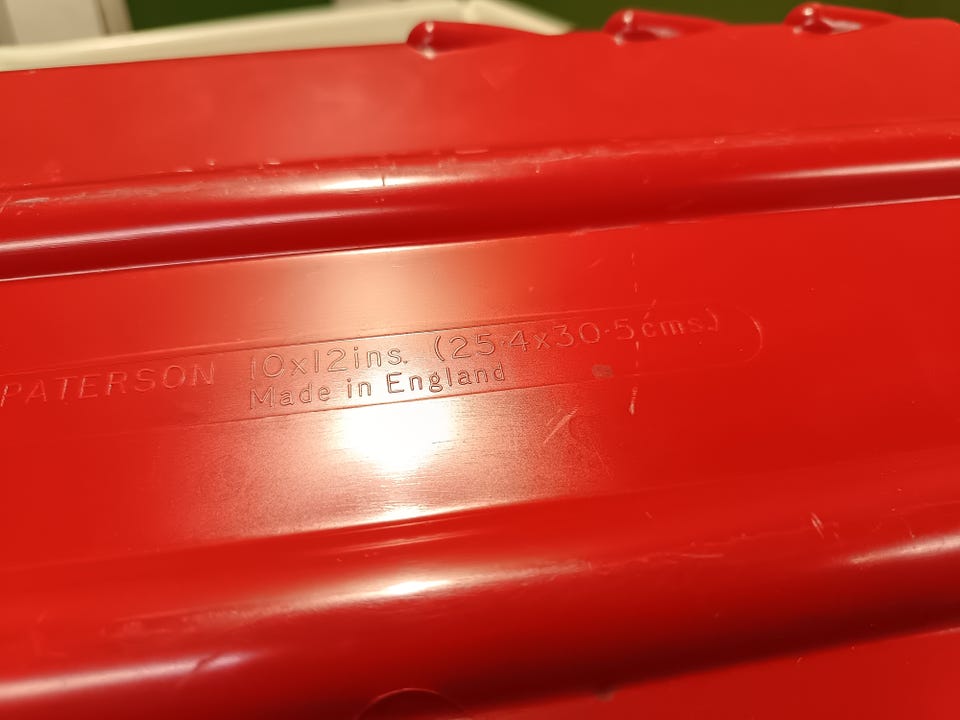 PATERSON 10x12ins. (25·4x30·5cms.)
Made in England